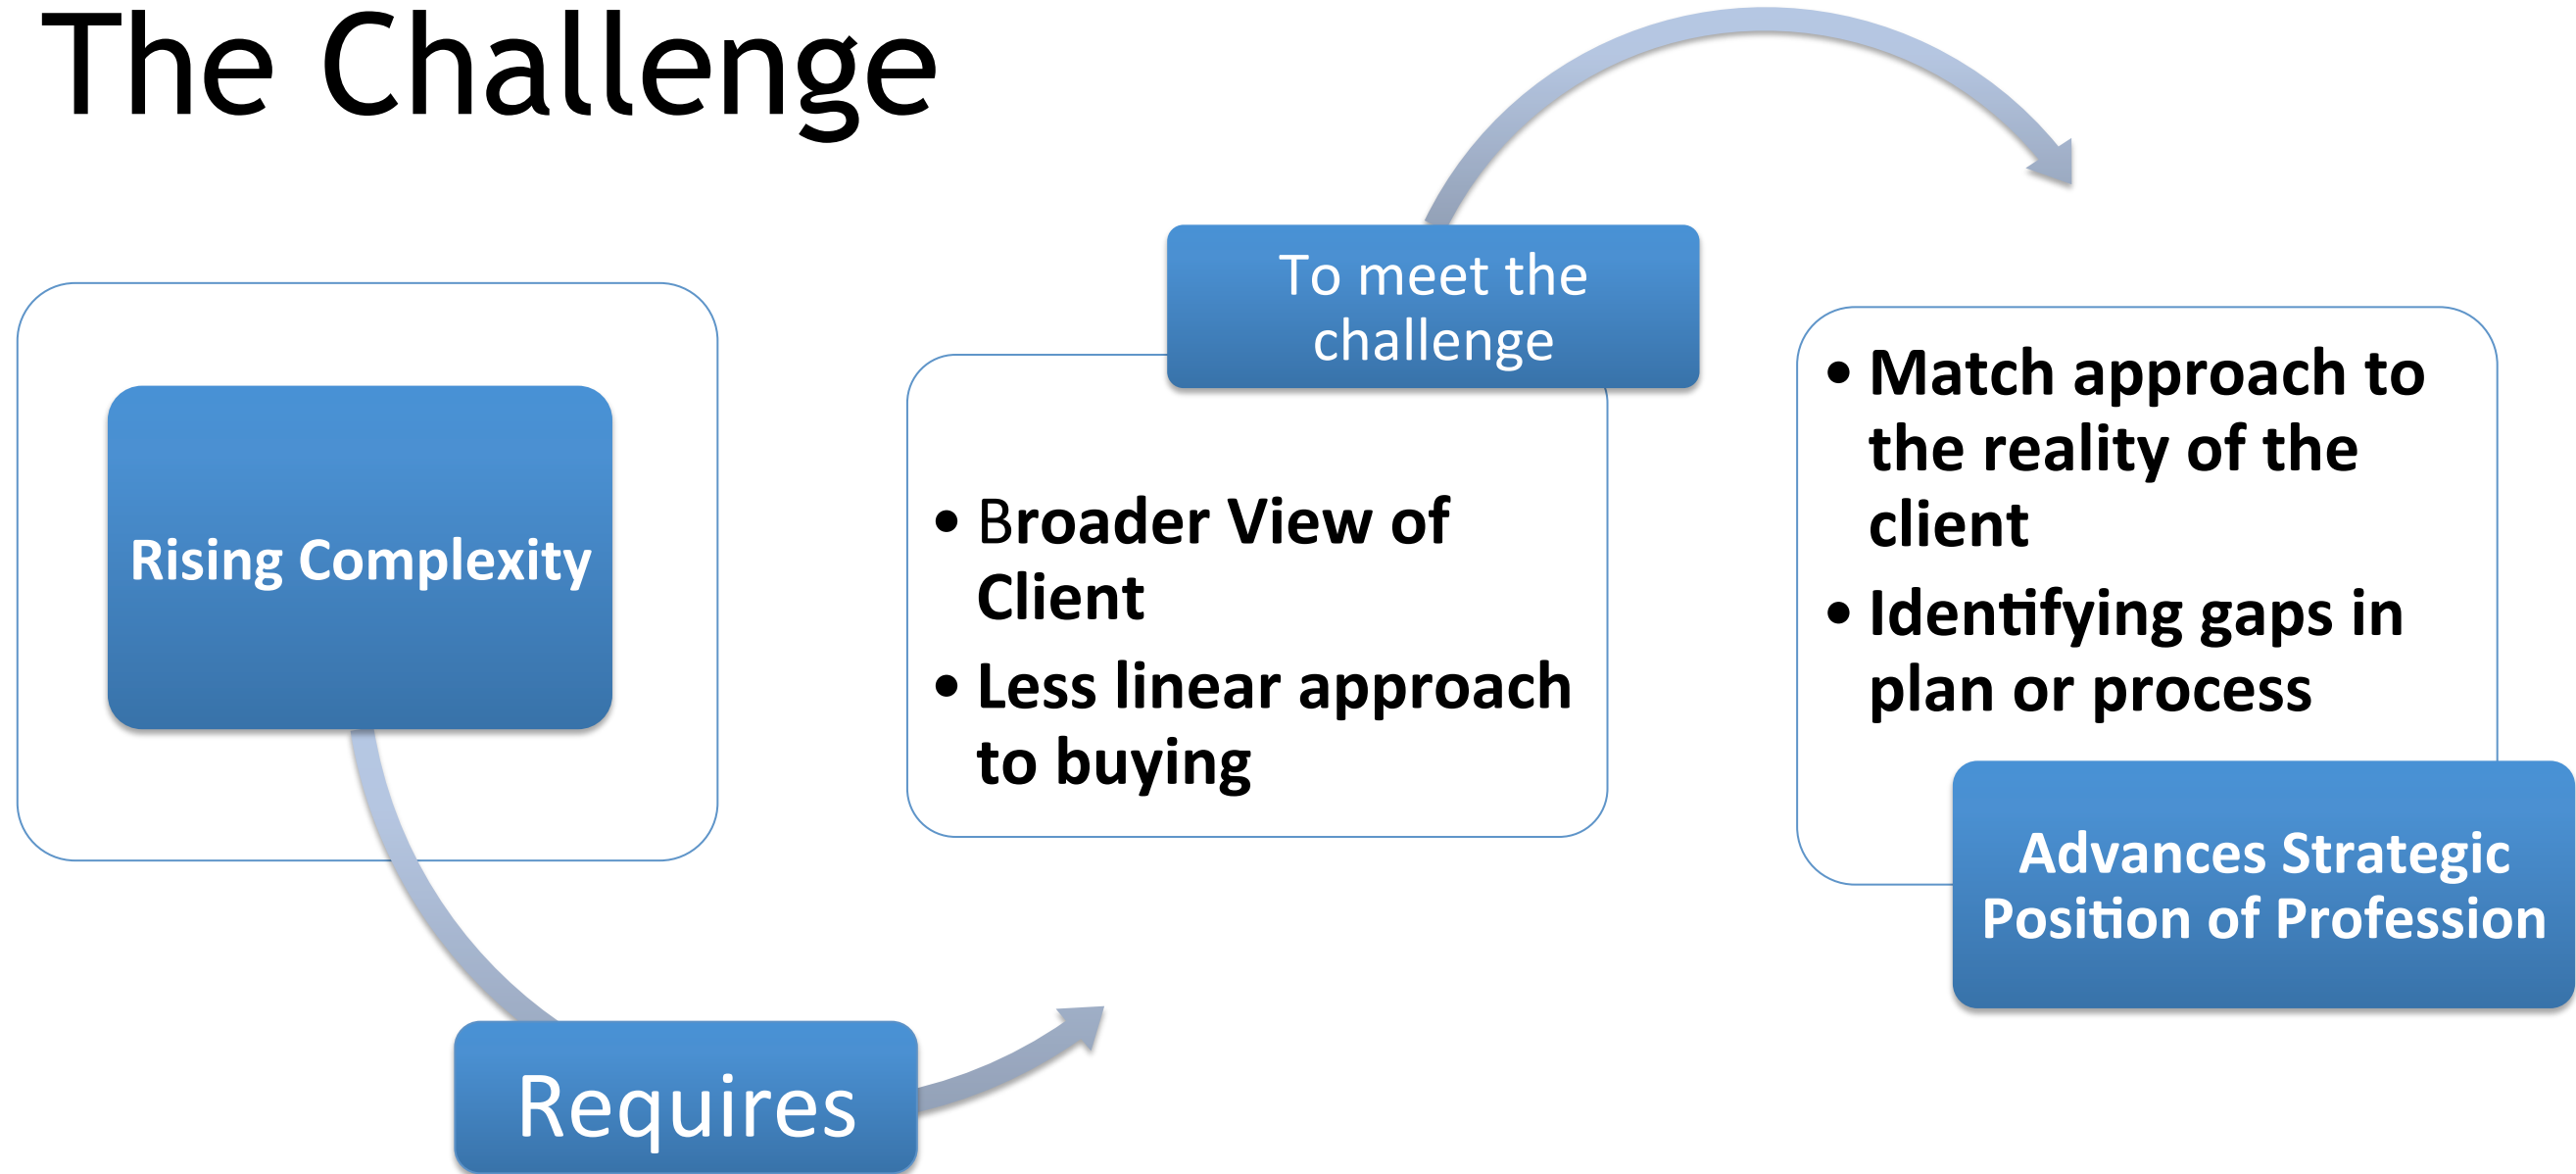 The Challenge
Rising Complexity
Requires
To meet the
challenge
• Broader View of
Client
• Less linear approach
to buying
• Match approach to
the reality of the
client
• Identifying gaps in
plan or process
Advances Strategic
Position of Profession